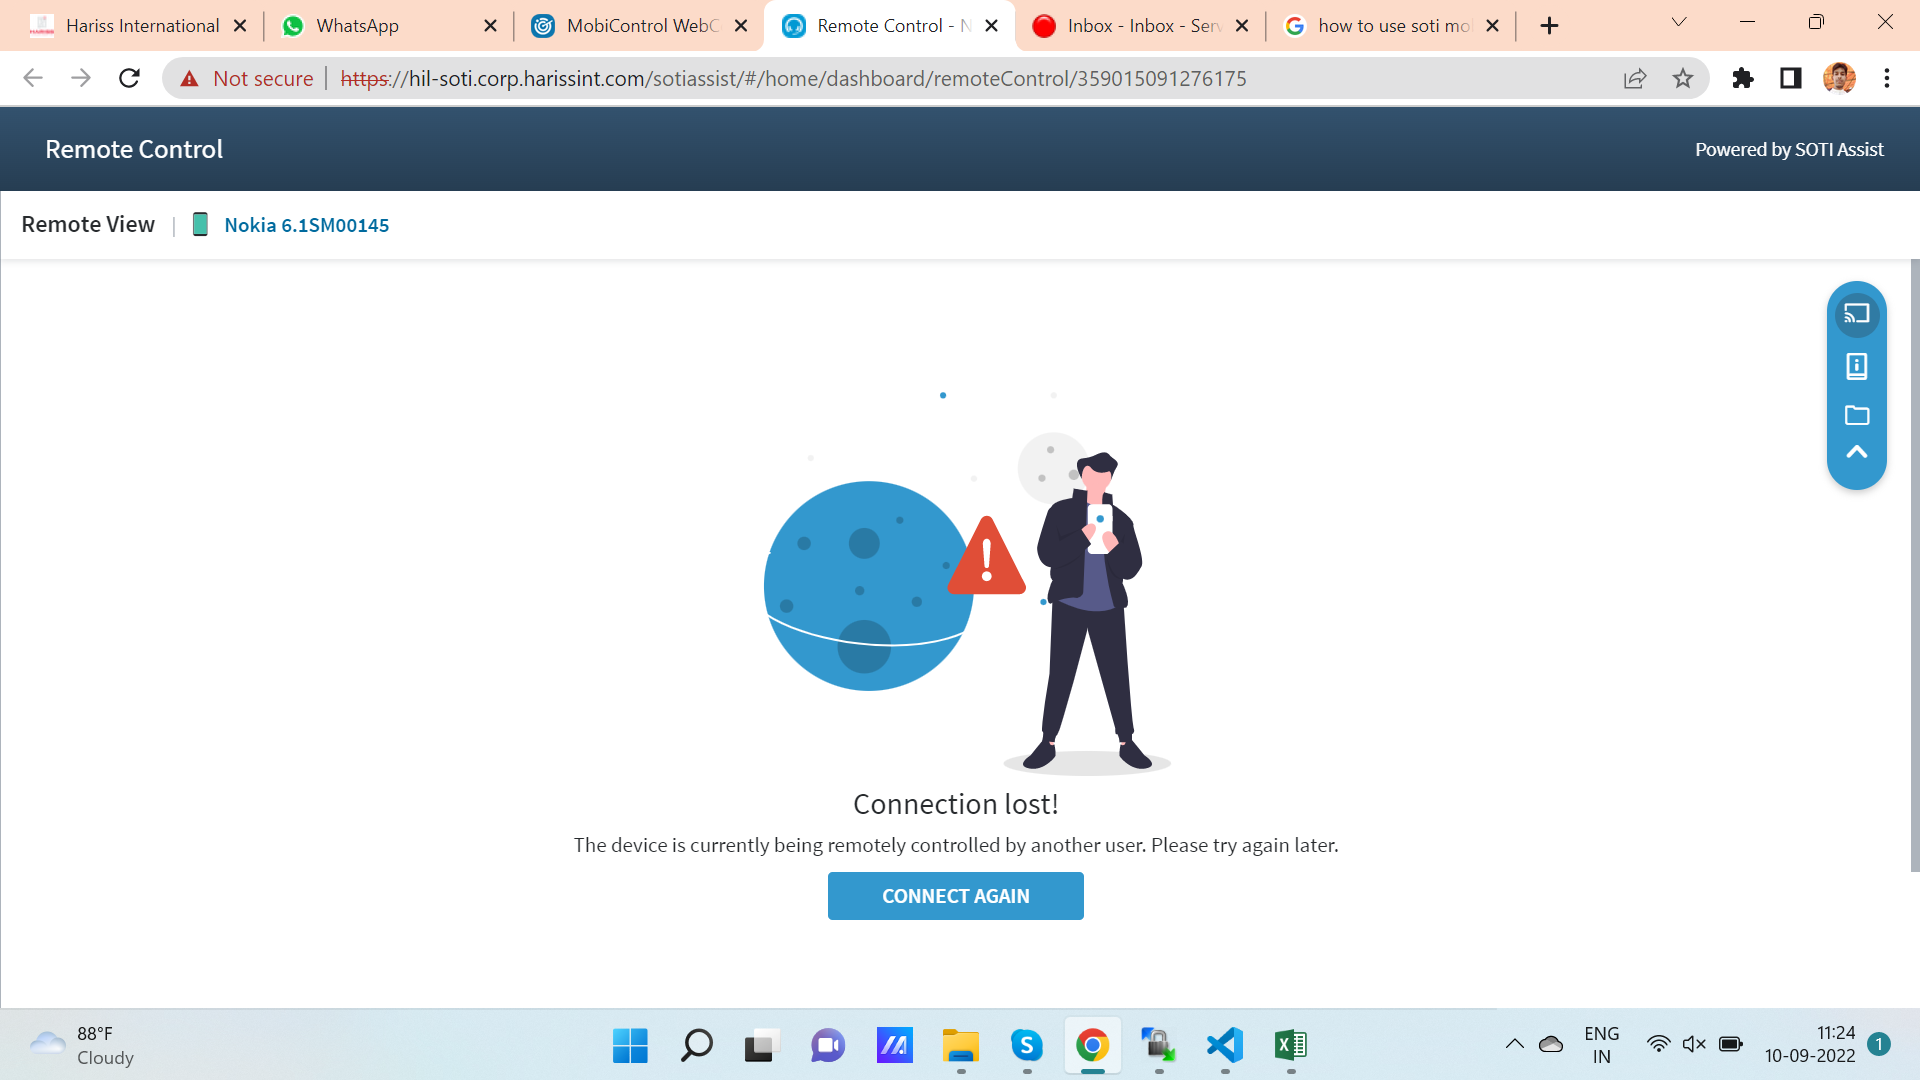 Hariss International
WhatsApp
MobiControl WebC
Remote Control - N
Inbox - Inbox - Serv
how to use soti mo
Not secure
https://hil-soti.corp.harissint.com/sotiassist/#/home/dashboard/remoteControl/359015091276175
Remote Control
Powered by SOTI Assist
Remote View
Nokia 6.1SM00145
Connection lost!
The device is currently being remotely controlled by another user. Please try again later.
CONNECT AGAIN
88°F
Cloudy
ENG
IN
11:24
10-09-2022
1